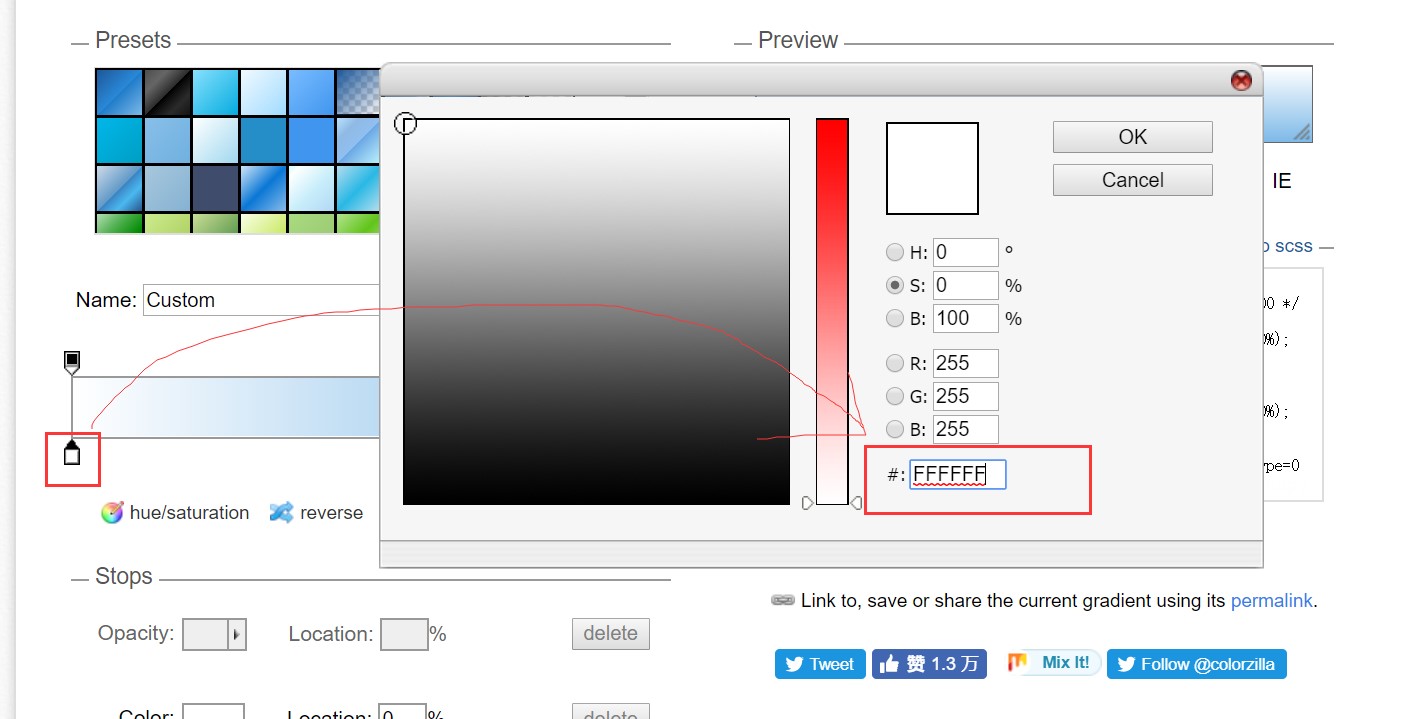 Presets
Preview
OK
Cancel
IE
H: 0 º
S: 0 %
B: 100 %
scss
Name: Custom
00 */
%);
R: 255
G: 255
B: 255
%);
#: FFFFFF
ype=0
hue/saturation
reverse
Stops
Link to, save or share the current gradient using its permalink.
Opacity:
Location: %
delete
Tweet
赞 1.3 万
Mix It!
Follow @colorzilla
Color:
Location: 0 %
delete